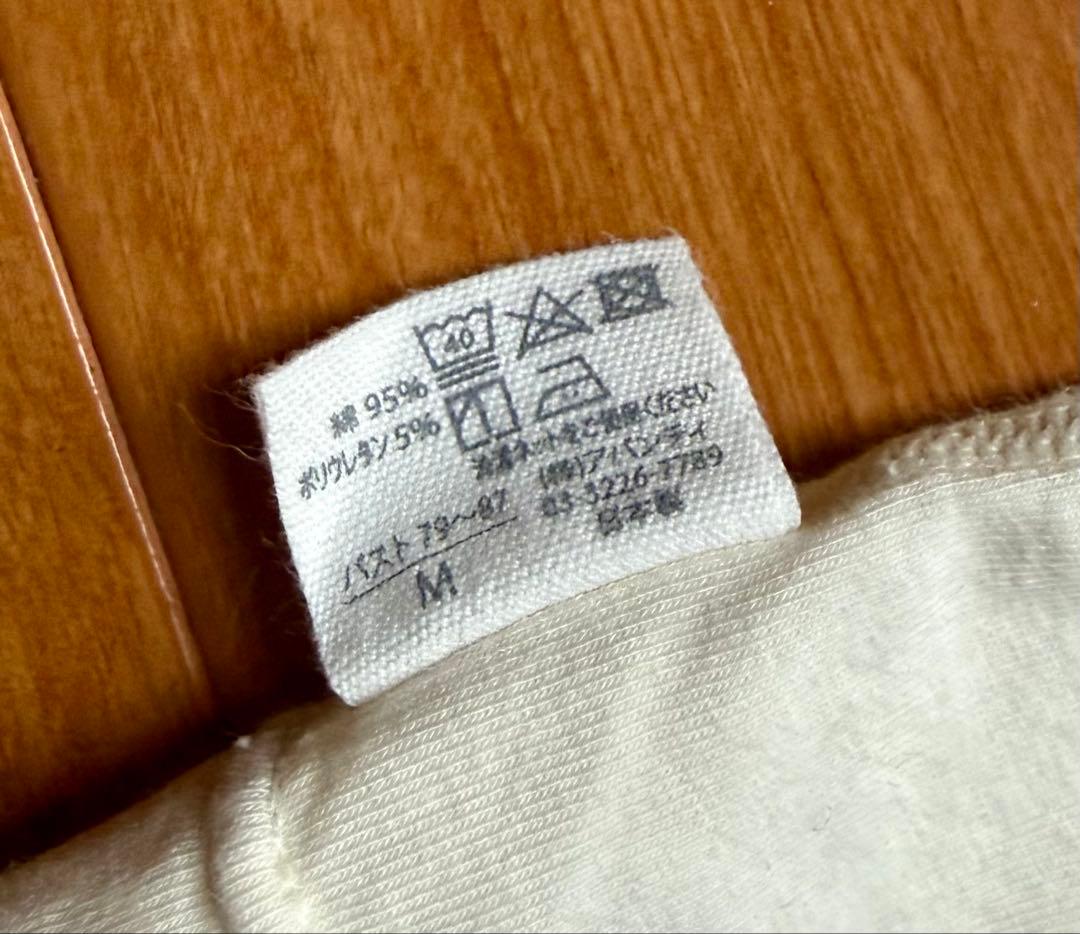 40
綿 95%
ポリウレタン 5%
洗濯ネットをご使用ください
(株)アバンティ
03-3226-7789
日本製
バスト 79〜87
M